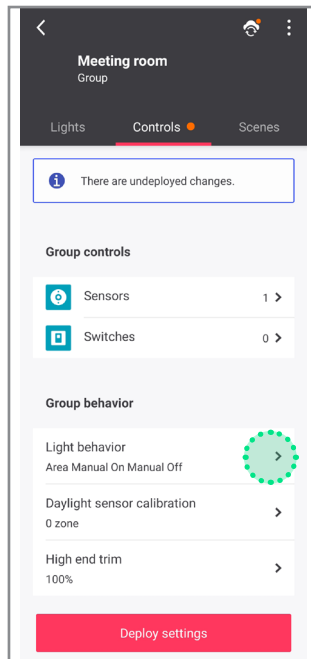 Meeting room
Group
Lights Controls Scenes
There are undeployed changes.
Group controls
Sensors 1
Switches 0
Group behavior
Light behavior
Area Manual On Manual Off
Daylight sensor calibration
0 zone
High end trim
100%
Deploy settings